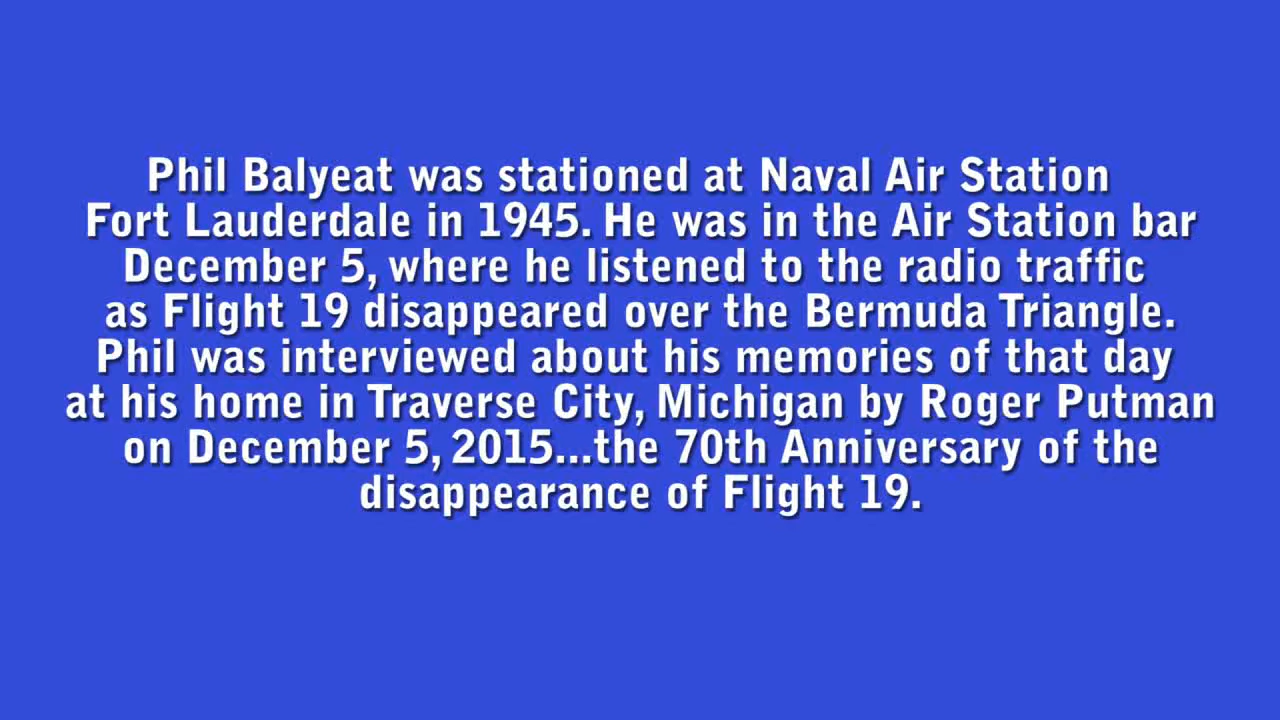 Phil Balyeat was stationed at Naval Air Station
Fort Lauderdale in 1945. He was in the Air Station bar
December 5, where he listened to the radio traffic
as Flight 19 disappeared over the Bermuda Triangle.
Phil was interviewed about his memories of that day
at his home in Traverse City, Michigan by Roger Putman
on December 5, 2015...the 70th Anniversary of the
disappearance of Flight 19.